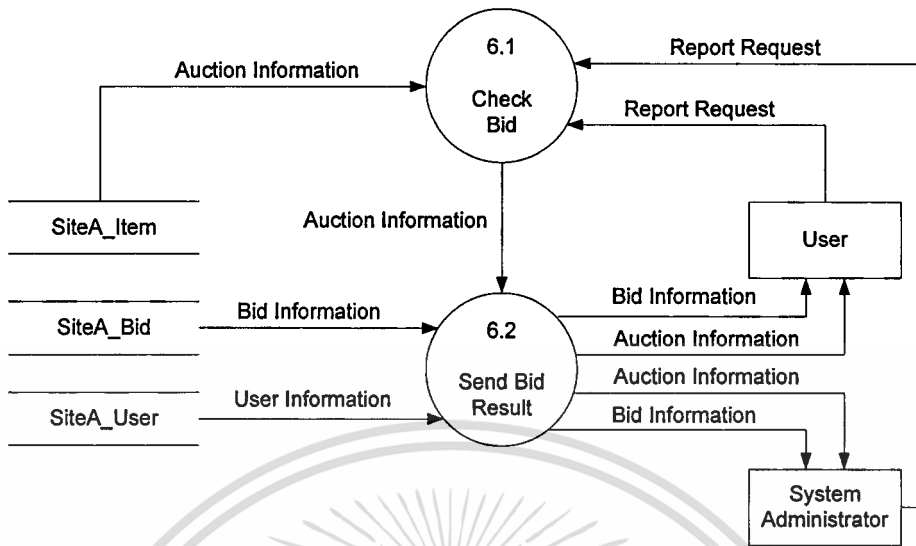 6.1
Check
Bid
Report Request
Auction Information
Report Request
SiteA_Item
Auction Information
User
SiteA_Bid
Bid Information
6.2
Send Bid
Result
Bid Information
Auction Information
SiteA_User
User Information
Auction Information
Bid Information
System
Administrator